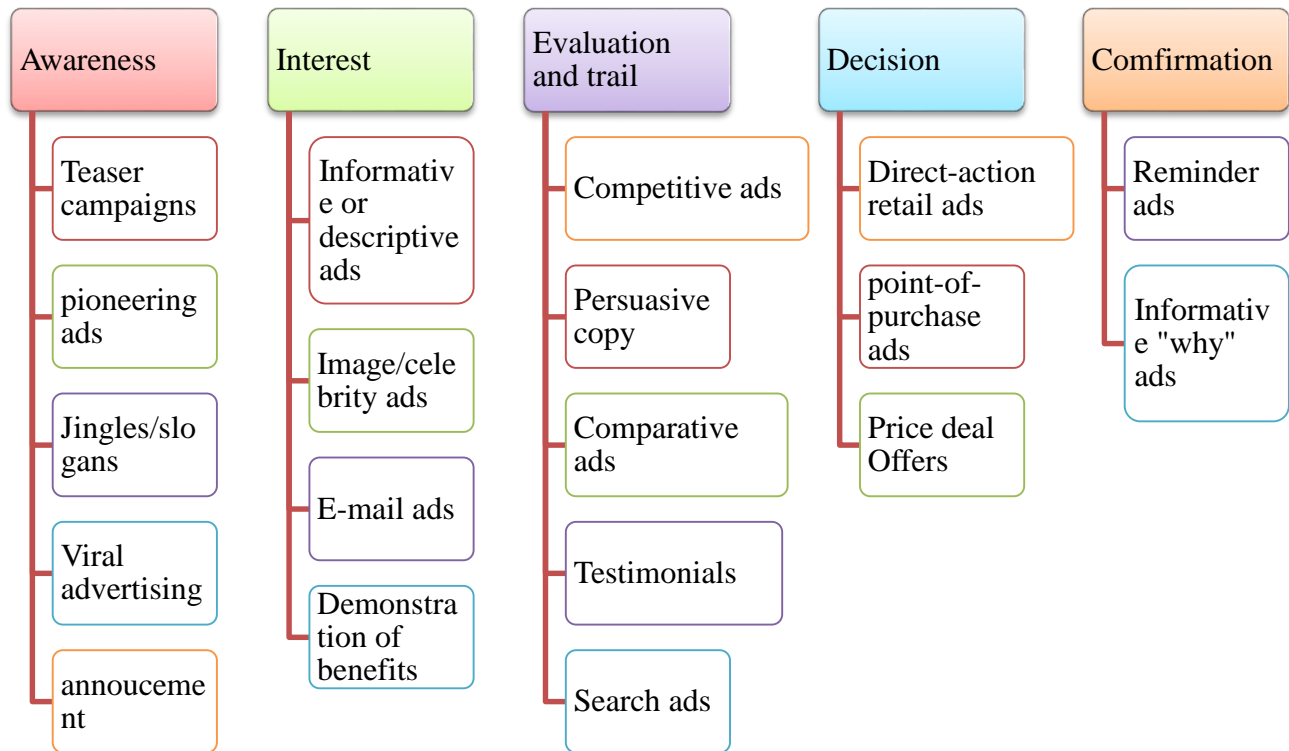 Awareness
Teaser
campaigns
pioneering
ads
Jingles/slo
gans
Viral
advertising
annouceme
nt
Interest
Informativ
e or
descriptive
ads
Image/cele
brity ads
E-mail ads
Demonstra
tion of
benefits
Evaluation
and trail
Competitive ads
Persuasive
copy
Comparative
ads
Testimonials
Search ads
Decision
Direct-action
retail ads
point-of-
purchase
ads
Price deal
Offers
Comfirmation
Reminder
ads
Informativ
e "why"
ads